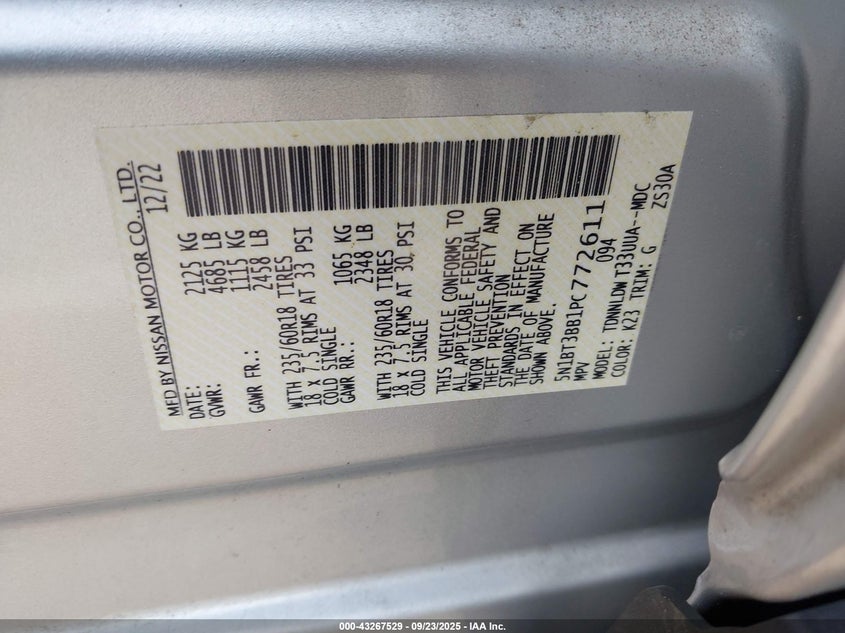 MFD BY NISSAN MOTOR CO., LTD.
DATE: 12/22
GVWR: 2125 KG
4685 LB
GAWR FR.: 1115 KG
2458 LB
WITH 235/60R18 TIRES
18 x 7.5 RIMS AT 33 PSI
COLD SINGLE
GAWR RR.: 1065 KG
2348 LB
WITH 235/60R18 TIRES
18 x 7.5 RIMS AT 30 PSI
COLD SINGLE
THIS VEHICLE CONFORMS TO
ALL APPLICABLE FEDERAL
MOTOR VEHICLE SAFETY AND
THEFT PREVENTION
STANDARDS IN EFFECT ON
THE DATE OF MANUFACTURE
SHOWN ABOVE.
5N1BT3BB1PC772611
MPV 094
MODEL: TDMNLDW T33UUA--MDC
COLOR: K23 TRIM: G
ZS30A
000-43267529 - 09/23/2025 - IAA Inc.